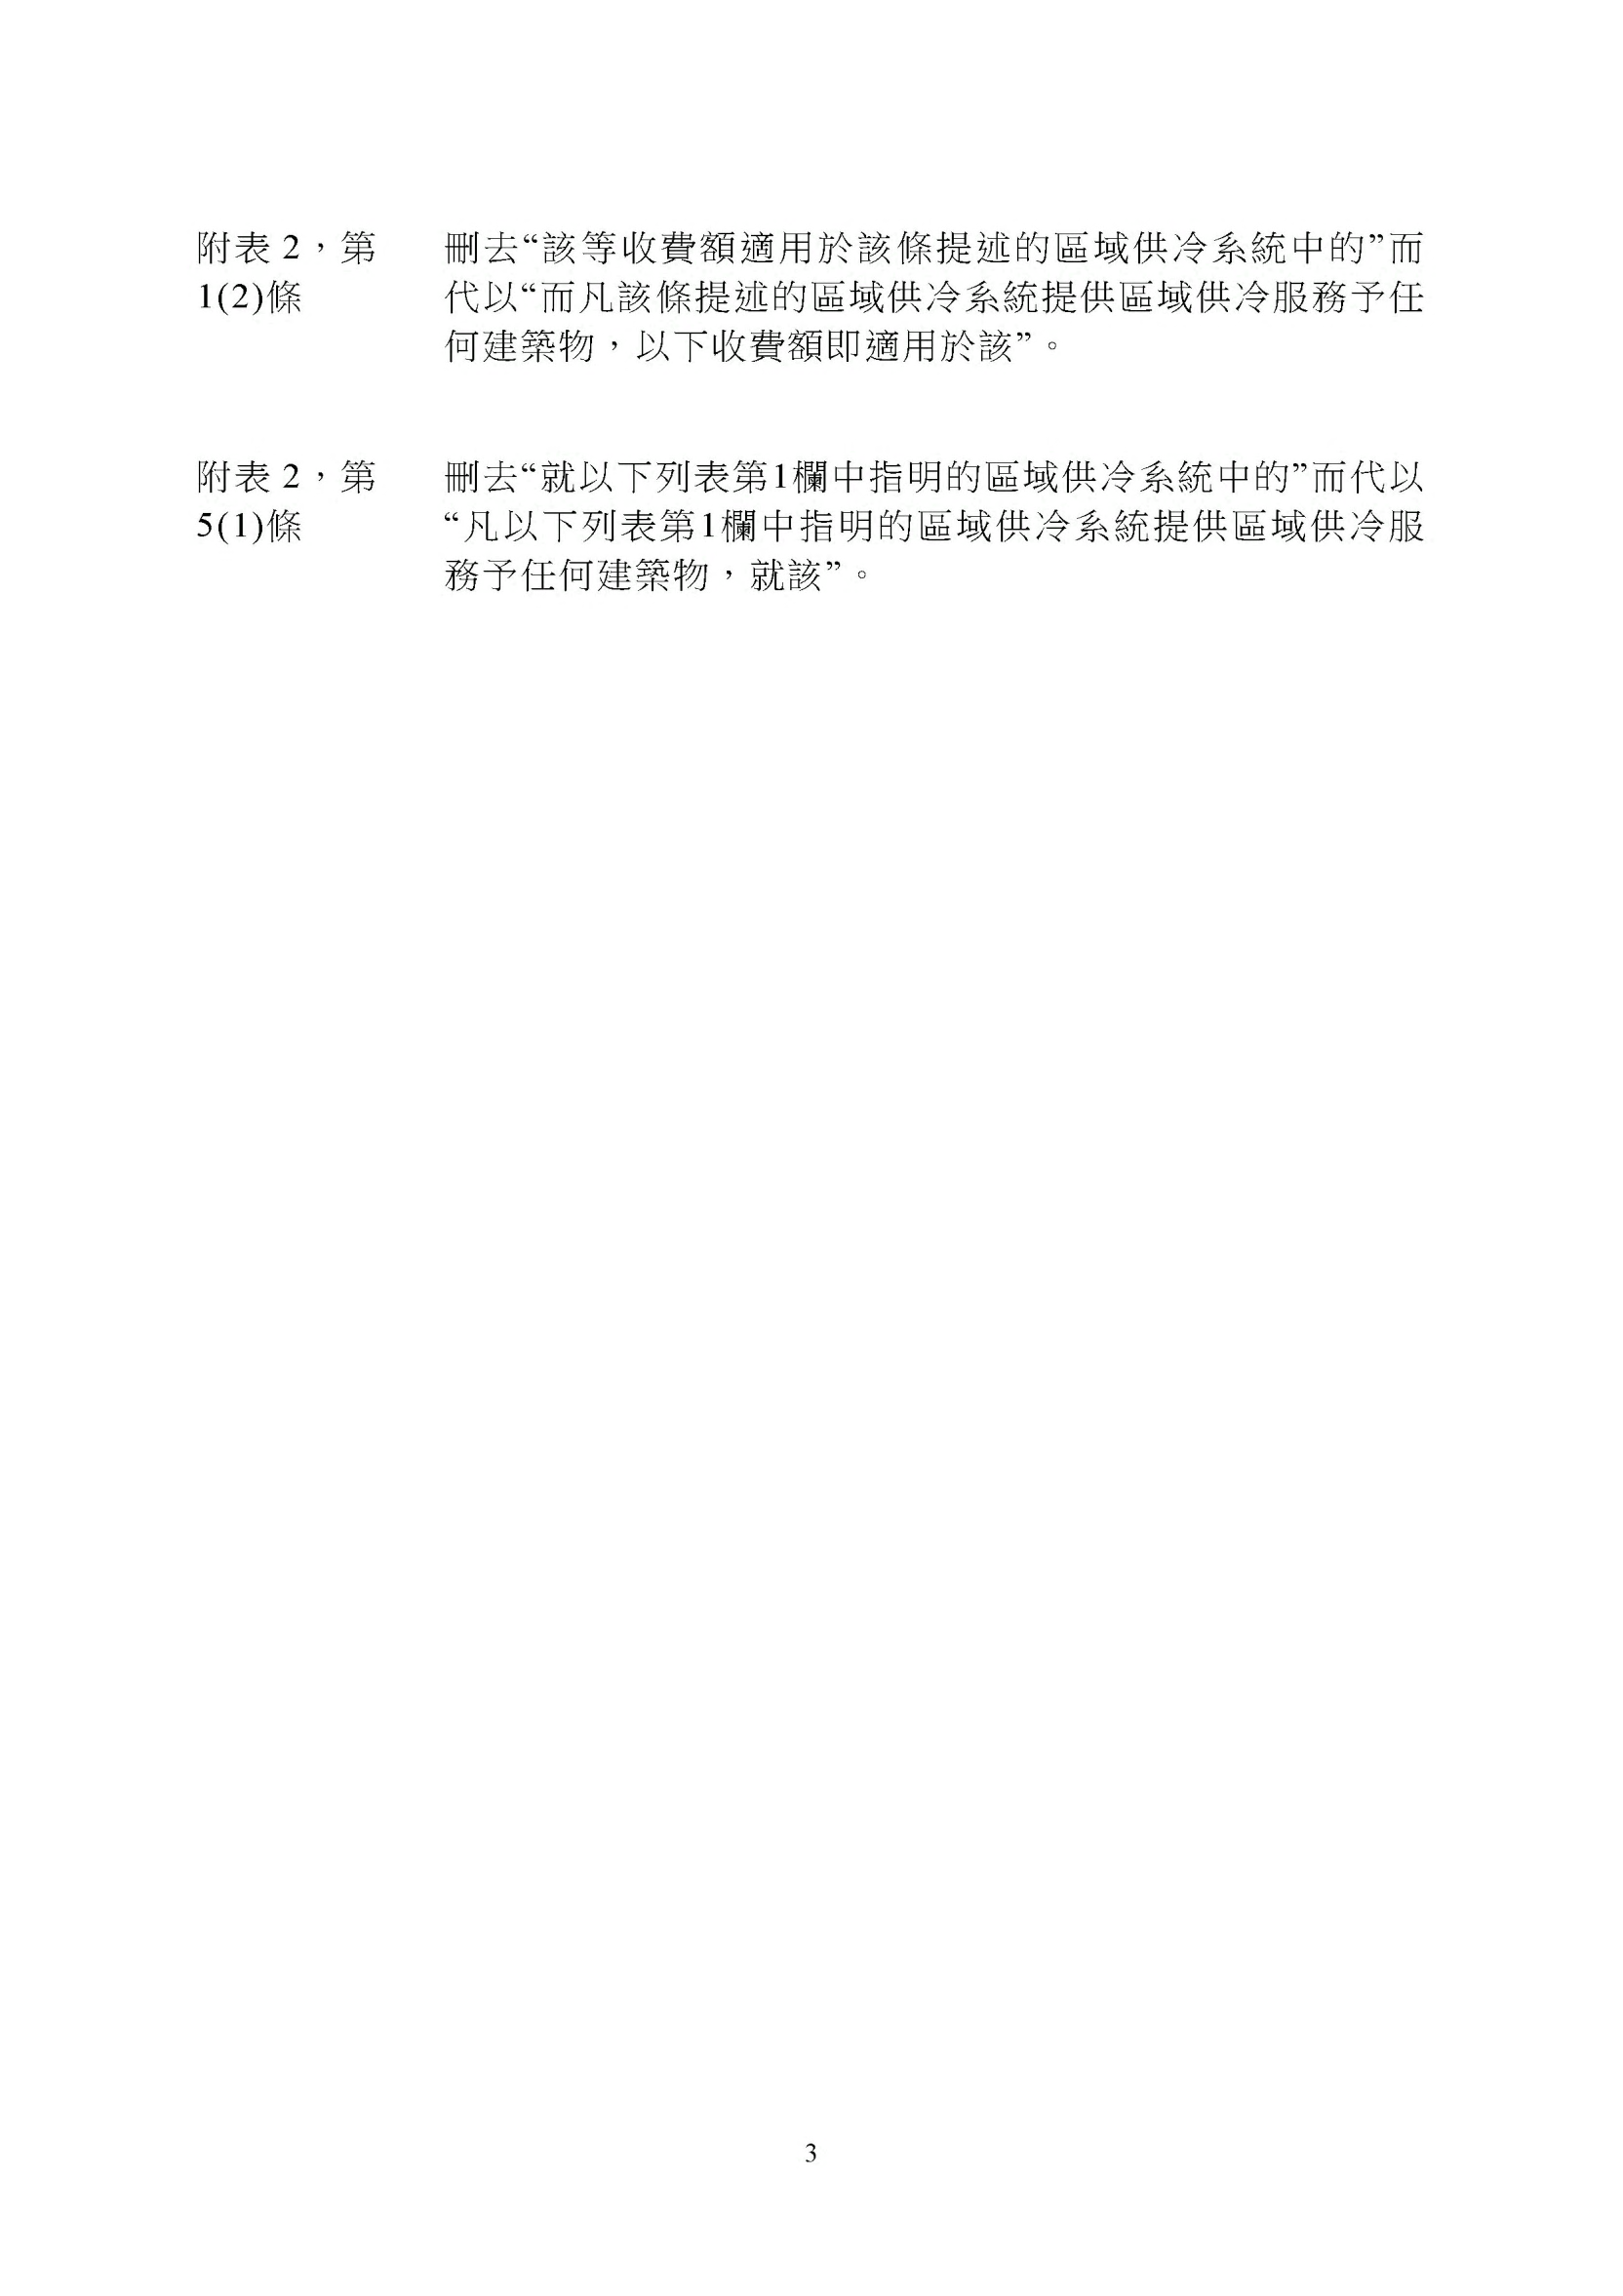 附表 2，第 刪去“該等收費額適用於該條提述的區域供冷系統中的”而
1(2)條 代以“而凡該條提述的區域供冷系統提供區域供冷服務予任
何建築物，以下收費額即適用於該”。
附表 2，第 刪去“就以下列表第1欄中指明的區域供冷系統中的”而代以
5(1)條 “凡以下列表第1欄中指明的區域供冷系統提供區域供冷服
務予任何建築物，就該”。
3